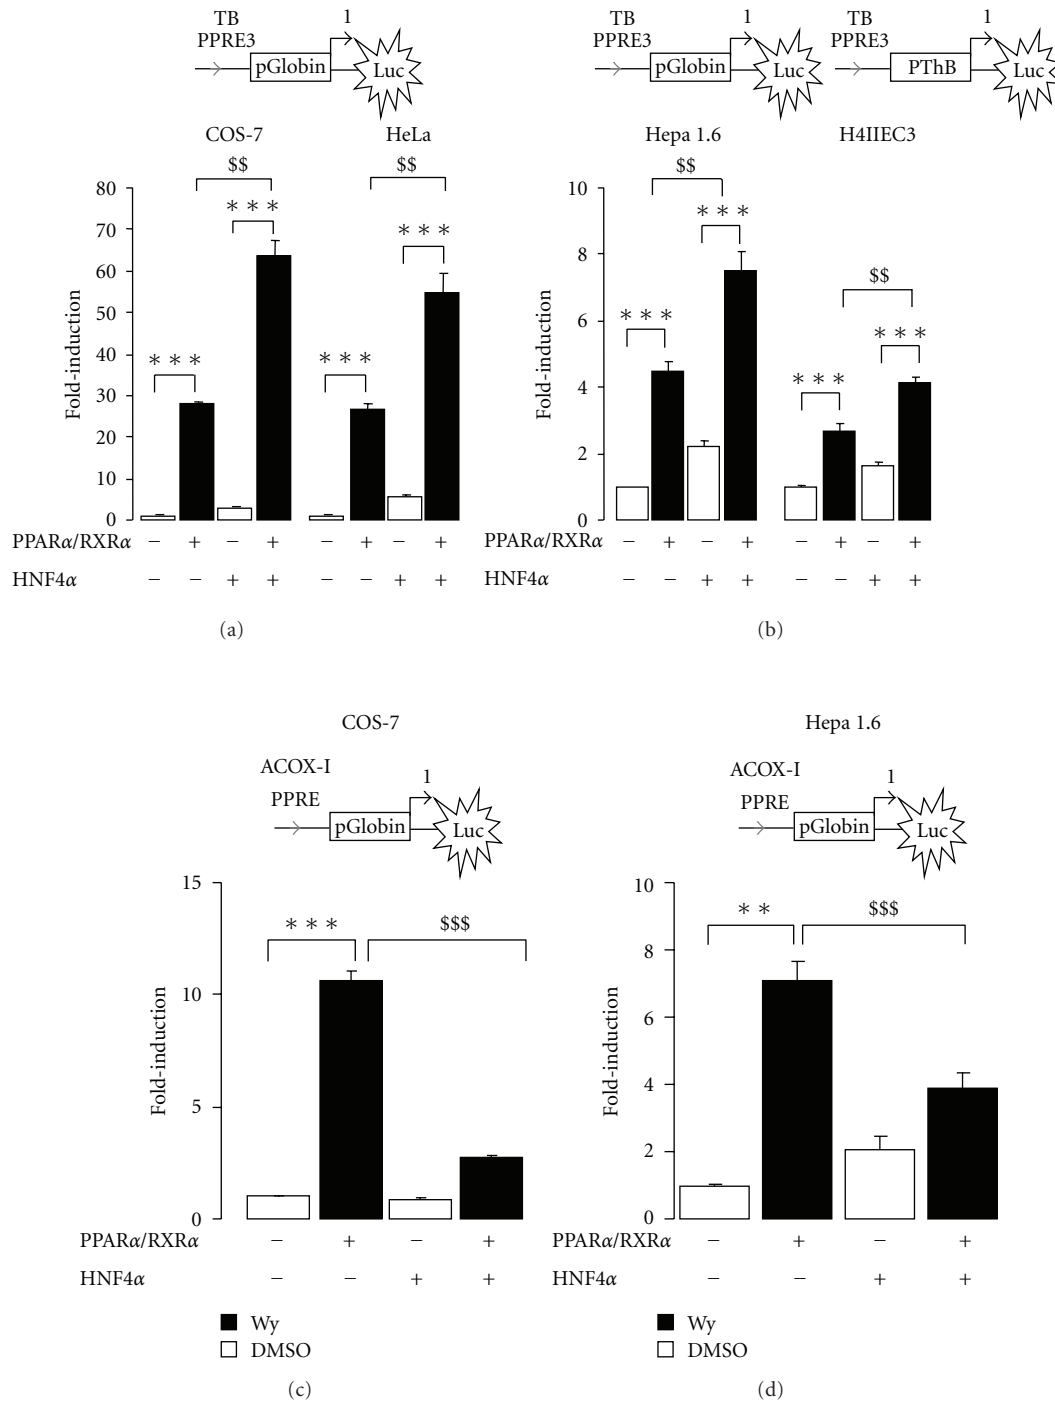 TB
PPRE3
1
pGlobin
Luc
COS-7
HeLa
$$
$$
* * *
* * *
* * *
* * *
Fold-induction
80
70
60
50
40
30
20
10
0
PPARα/RXRα
− + − + − + − +
HNF4α
− − + + − − + +
(a)
TB
PPRE3
1
pGlobin
Luc
TB
PPRE3
1
PThB
Luc
Hepa 1.6
H4IIEC3
$$
* * *
* * *
$$
* * *
* * *
Fold-induction
10
8
6
4
2
0
PPARα/RXRα
− + − + − + − +
HNF4α
− − + + − − + +
(b)
COS-7
ACOX-I
PPRE
1
pGlobin
Luc
* * *
$$$
Fold-induction
15
10
5
0
PPARα/RXRα
− + − +
HNF4α
− − + +
Wy
DMSO
(c)
Hepa 1.6
ACOX-I
PPRE
1
pGlobin
Luc
* *
$$$
Fold-induction
10
8
6
4
2
0
PPARα/RXRα
− + − +
HNF4α
− − + +
Wy
DMSO
(d)